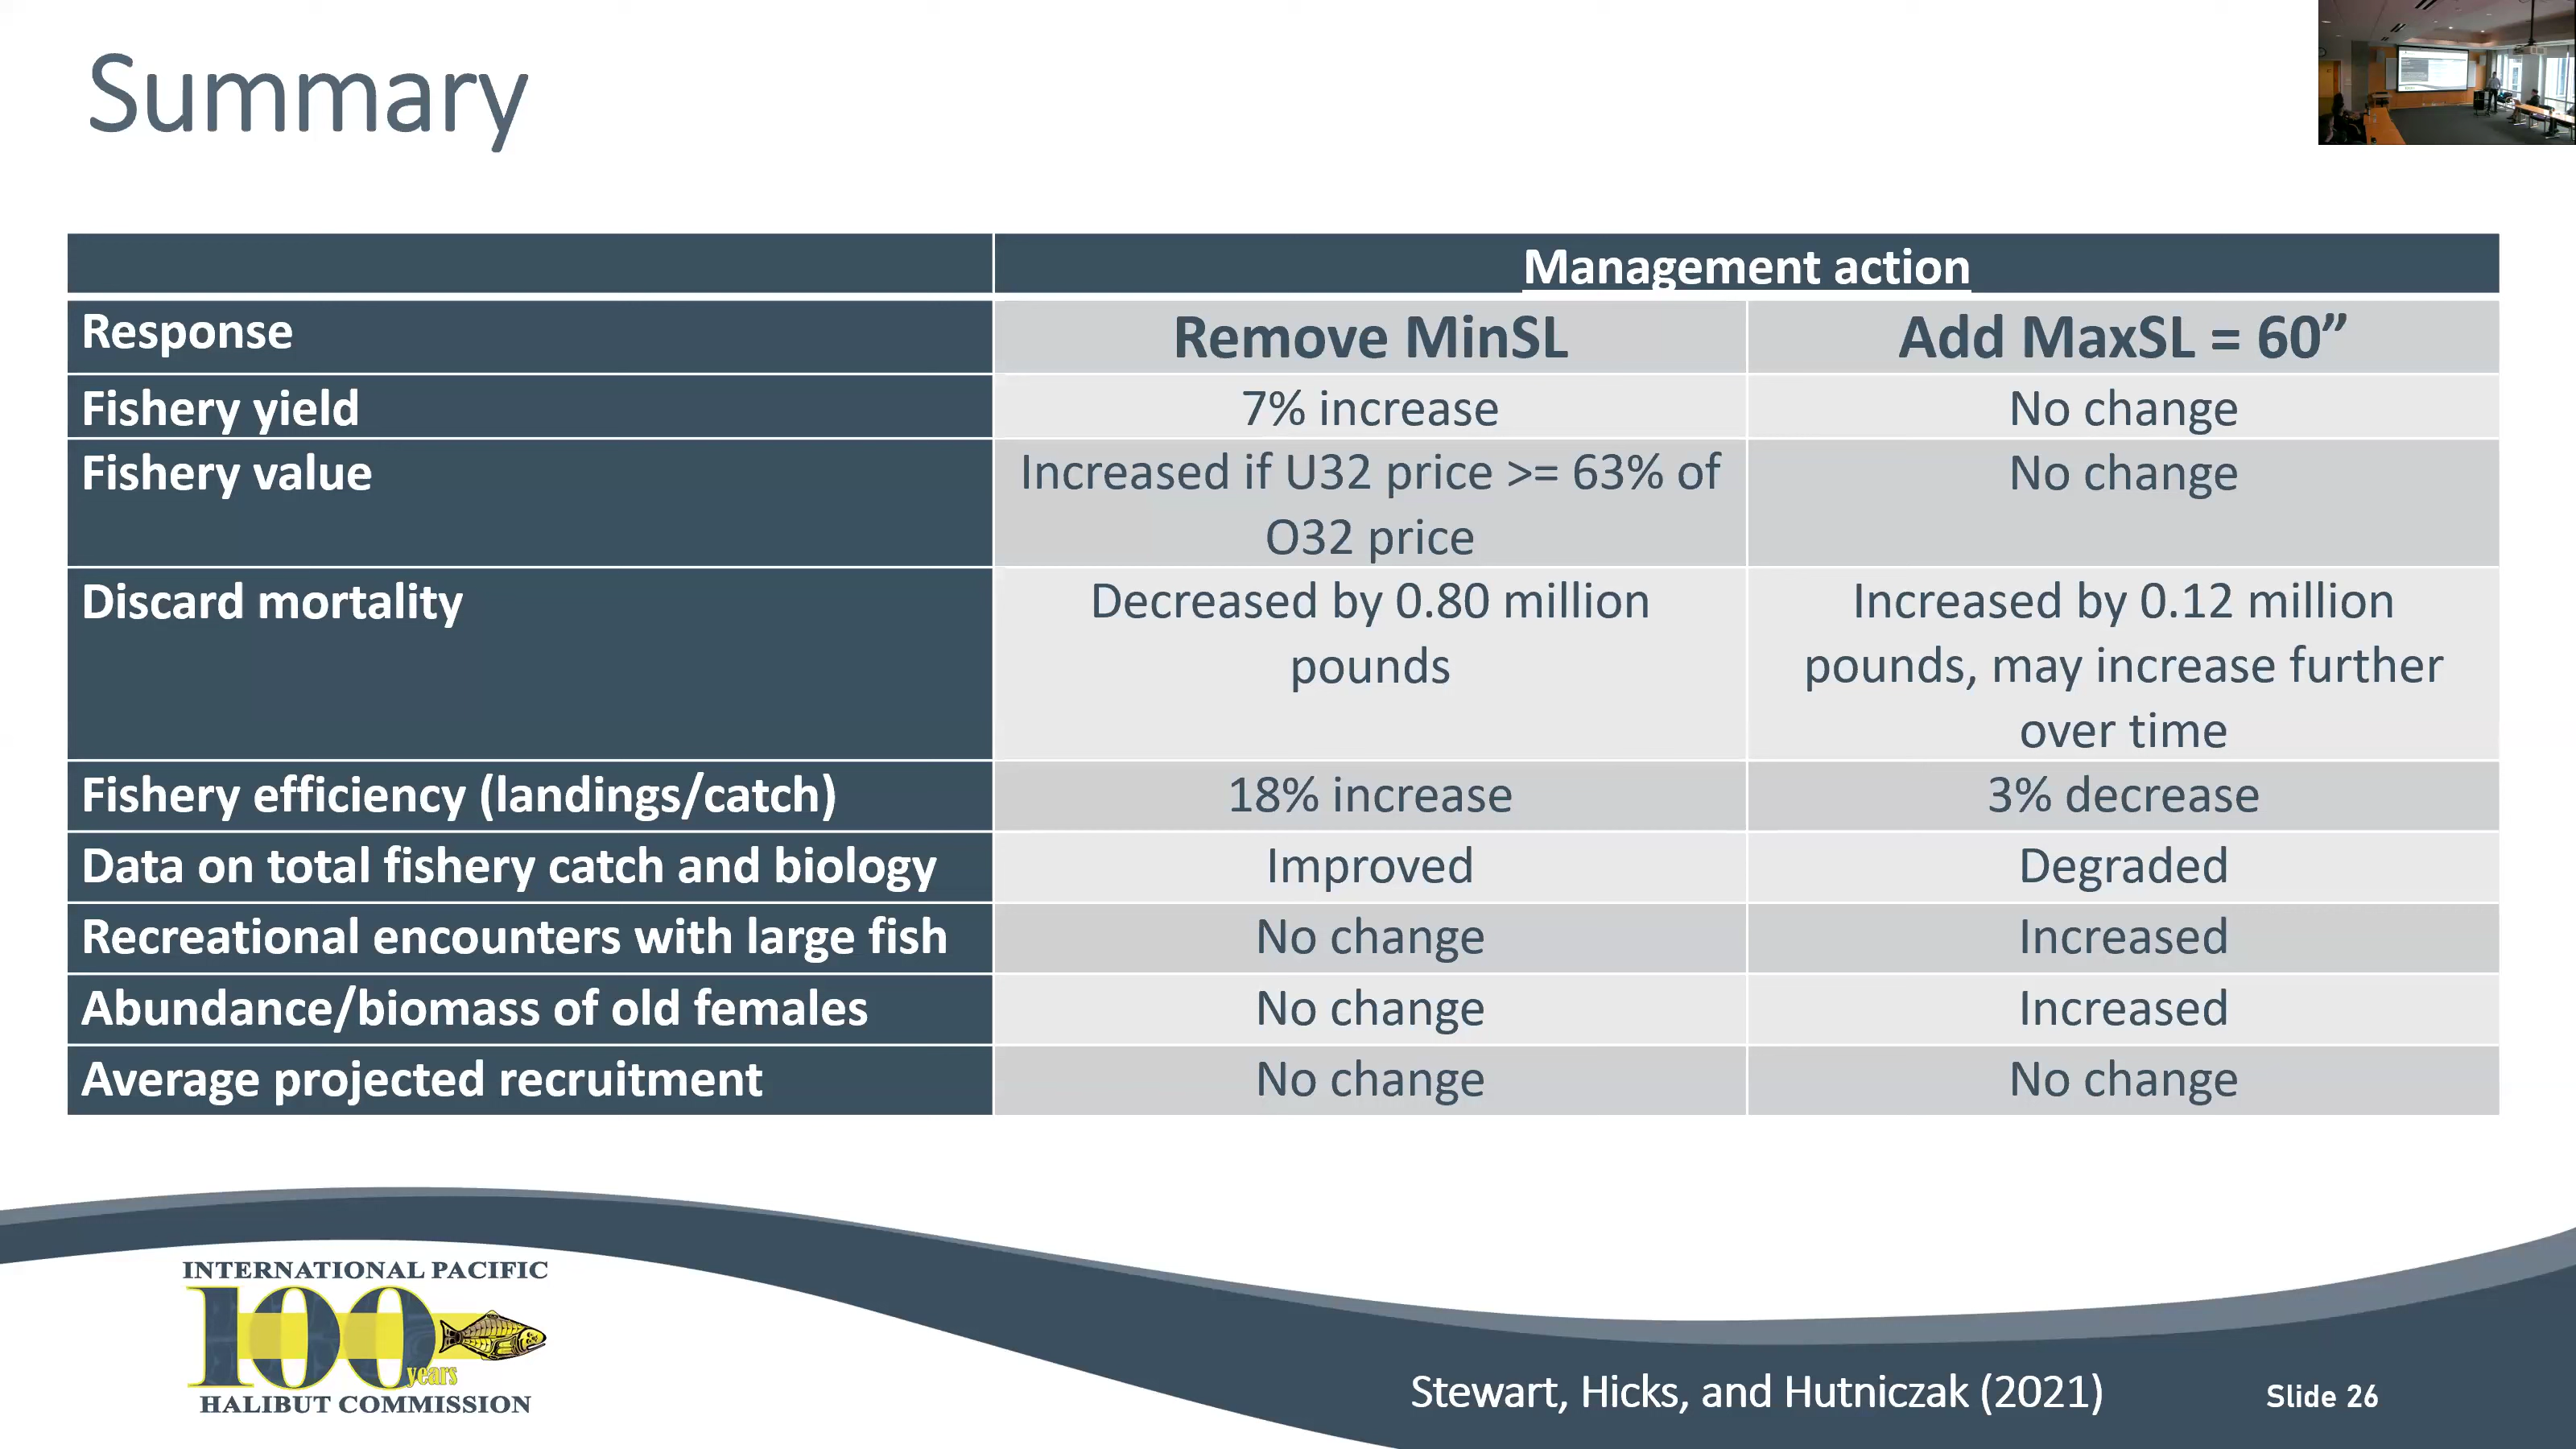 Summary
Management action
Response
Remove MinSL
Add MaxSL = 60”
Fishery yield
7% increase
No change
Fishery value
Increased if U32 price >= 63% of
O32 price
No change
Discard mortality
Decreased by 0.80 million
pounds
Increased by 0.12 million
pounds, may increase further
over time
Fishery efficiency (landings/catch)
18% increase
3% decrease
Data on total fishery catch and biology
Improved
Degraded
Recreational encounters with large fish
No change
Increased
Abundance/biomass of old females
No change
Increased
Average projected recruitment
No change
No change
INTERNATIONAL PACIFIC
100
years
HALIBUT COMMISSION
Stewart, Hicks, and Hutniczak (2021)
Slide 26